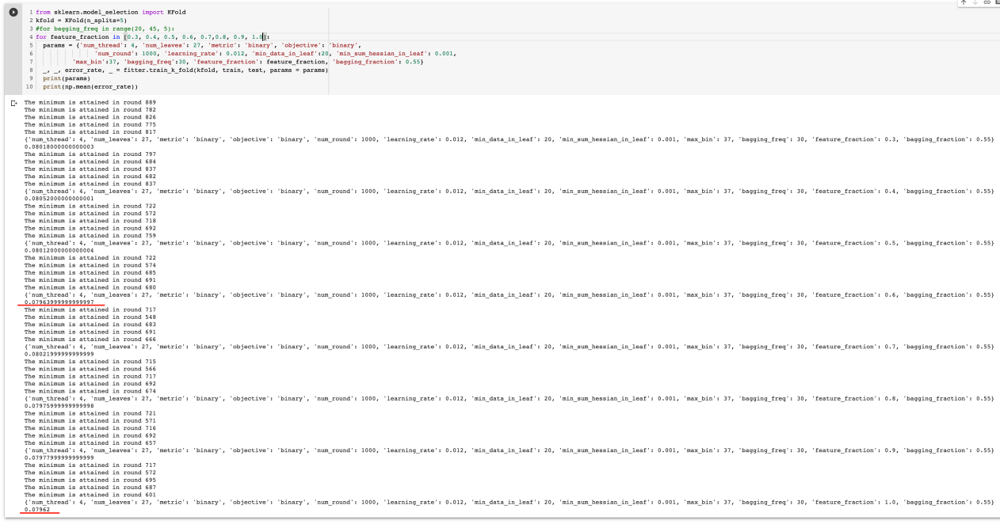 1 from sklearn.model_selection import KFold
2 kfold = KFold(n_splits=5)
3 #for bagging_freq in range(20, 45, 5):
4 for feature_fraction in [0.3, 0.4, 0.5, 0.6, 0.7,0.8, 0.9, 1.0]:
5 params = {'num_thread': 4, 'num_leaves': 27, 'metric': 'binary', 'objective': 'binary',
6 'num_round': 1000, 'learning_rate': 0.012, 'min_data_in_leaf':20, 'min_sum_hessian_in_leaf': 0.001,
7 'max_bin':37, 'bagging_freq':30, 'feature_fraction': feature_fraction, 'bagging_fraction': 0.55}
8 _, _, error_rate, _ = fitter.train_k_fold(kfold, train, test, params = params)
9 print(params)
10 print(np.mean(error_rate))
The minimum is attained in round 889
The minimum is attained in round 782
The minimum is attained in round 826
The minimum is attained in round 775
The minimum is attained in round 817
{'num_thread': 4, 'num_leaves': 27, 'metric': 'binary', 'objective': 'binary', 'num_round': 1000, 'learning_rate': 0.012, 'min_data_in_leaf': 20, 'min_sum_hessian_in_leaf': 0.001, 'max_bin': 37, 'bagging_freq': 30, 'feature_fraction': 0.3, 'bagging_fraction': 0.55}
0.08018000000000003
The minimum is attained in round 797
The minimum is attained in round 684
The minimum is attained in round 837
The minimum is attained in round 682
The minimum is attained in round 837
{'num_thread': 4, 'num_leaves': 27, 'metric': 'binary', 'objective': 'binary', 'num_round': 1000, 'learning_rate': 0.012, 'min_data_in_leaf': 20, 'min_sum_hessian_in_leaf': 0.001, 'max_bin': 37, 'bagging_freq': 30, 'feature_fraction': 0.4, 'bagging_fraction': 0.55}
0.08052000000000001
The minimum is attained in round 722
The minimum is attained in round 572
The minimum is attained in round 718
The minimum is attained in round 692
The minimum is attained in round 759
{'num_thread': 4, 'num_leaves': 27, 'metric': 'binary', 'objective': 'binary', 'num_round': 1000, 'learning_rate': 0.012, 'min_data_in_leaf': 20, 'min_sum_hessian_in_leaf': 0.001, 'max_bin': 37, 'bagging_freq': 30, 'feature_fraction': 0.5, 'bagging_fraction': 0.55}
0.08012000000000004
The minimum is attained in round 722
The minimum is attained in round 574
The minimum is attained in round 685
The minimum is attained in round 691
The minimum is attained in round 680
{'num_thread': 4, 'num_leaves': 27, 'metric': 'binary', 'objective': 'binary', 'num_round': 1000, 'learning_rate': 0.012, 'min_data_in_leaf': 20, 'min_sum_hessian_in_leaf': 0.001, 'max_bin': 37, 'bagging_freq': 30, 'feature_fraction': 0.6, 'bagging_fraction': 0.55}
0.07963999999999997
The minimum is attained in round 717
The minimum is attained in round 548
The minimum is attained in round 683
The minimum is attained in round 691
The minimum is attained in round 666
{'num_thread': 4, 'num_leaves': 27, 'metric': 'binary', 'objective': 'binary', 'num_round': 1000, 'learning_rate': 0.012, 'min_data_in_leaf': 20, 'min_sum_hessian_in_leaf': 0.001, 'max_bin': 37, 'bagging_freq': 30, 'feature_fraction': 0.7, 'bagging_fraction': 0.55}
0.08021999999999999
The minimum is attained in round 715
The minimum is attained in round 566
The minimum is attained in round 717
The minimum is attained in round 692
The minimum is attained in round 674
{'num_thread': 4, 'num_leaves': 27, 'metric': 'binary', 'objective': 'binary', 'num_round': 1000, 'learning_rate': 0.012, 'min_data_in_leaf': 20, 'min_sum_hessian_in_leaf': 0.001, 'max_bin': 37, 'bagging_freq': 30, 'feature_fraction': 0.8, 'bagging_fraction': 0.55}
0.07975999999999998
The minimum is attained in round 721
The minimum is attained in round 571
The minimum is attained in round 716
The minimum is attained in round 692
The minimum is attained in round 657
{'num_thread': 4, 'num_leaves': 27, 'metric': 'binary', 'objective': 'binary', 'num_round': 1000, 'learning_rate': 0.012, 'min_data_in_leaf': 20, 'min_sum_hessian_in_leaf': 0.001, 'max_bin': 37, 'bagging_freq': 30, 'feature_fraction': 0.9, 'bagging_fraction': 0.55}
0.07977999999999999
The minimum is attained in round 717
The minimum is attained in round 572
The minimum is attained in round 695
The minimum is attained in round 687
The minimum is attained in round 601
{'num_thread': 4, 'num_leaves': 27, 'metric': 'binary', 'objective': 'binary', 'num_round': 1000, 'learning_rate': 0.012, 'min_data_in_leaf': 20, 'min_sum_hessian_in_leaf': 0.001, 'max_bin': 37, 'bagging_freq': 30, 'feature_fraction': 1.0, 'bagging_fraction': 0.55}
0.07962